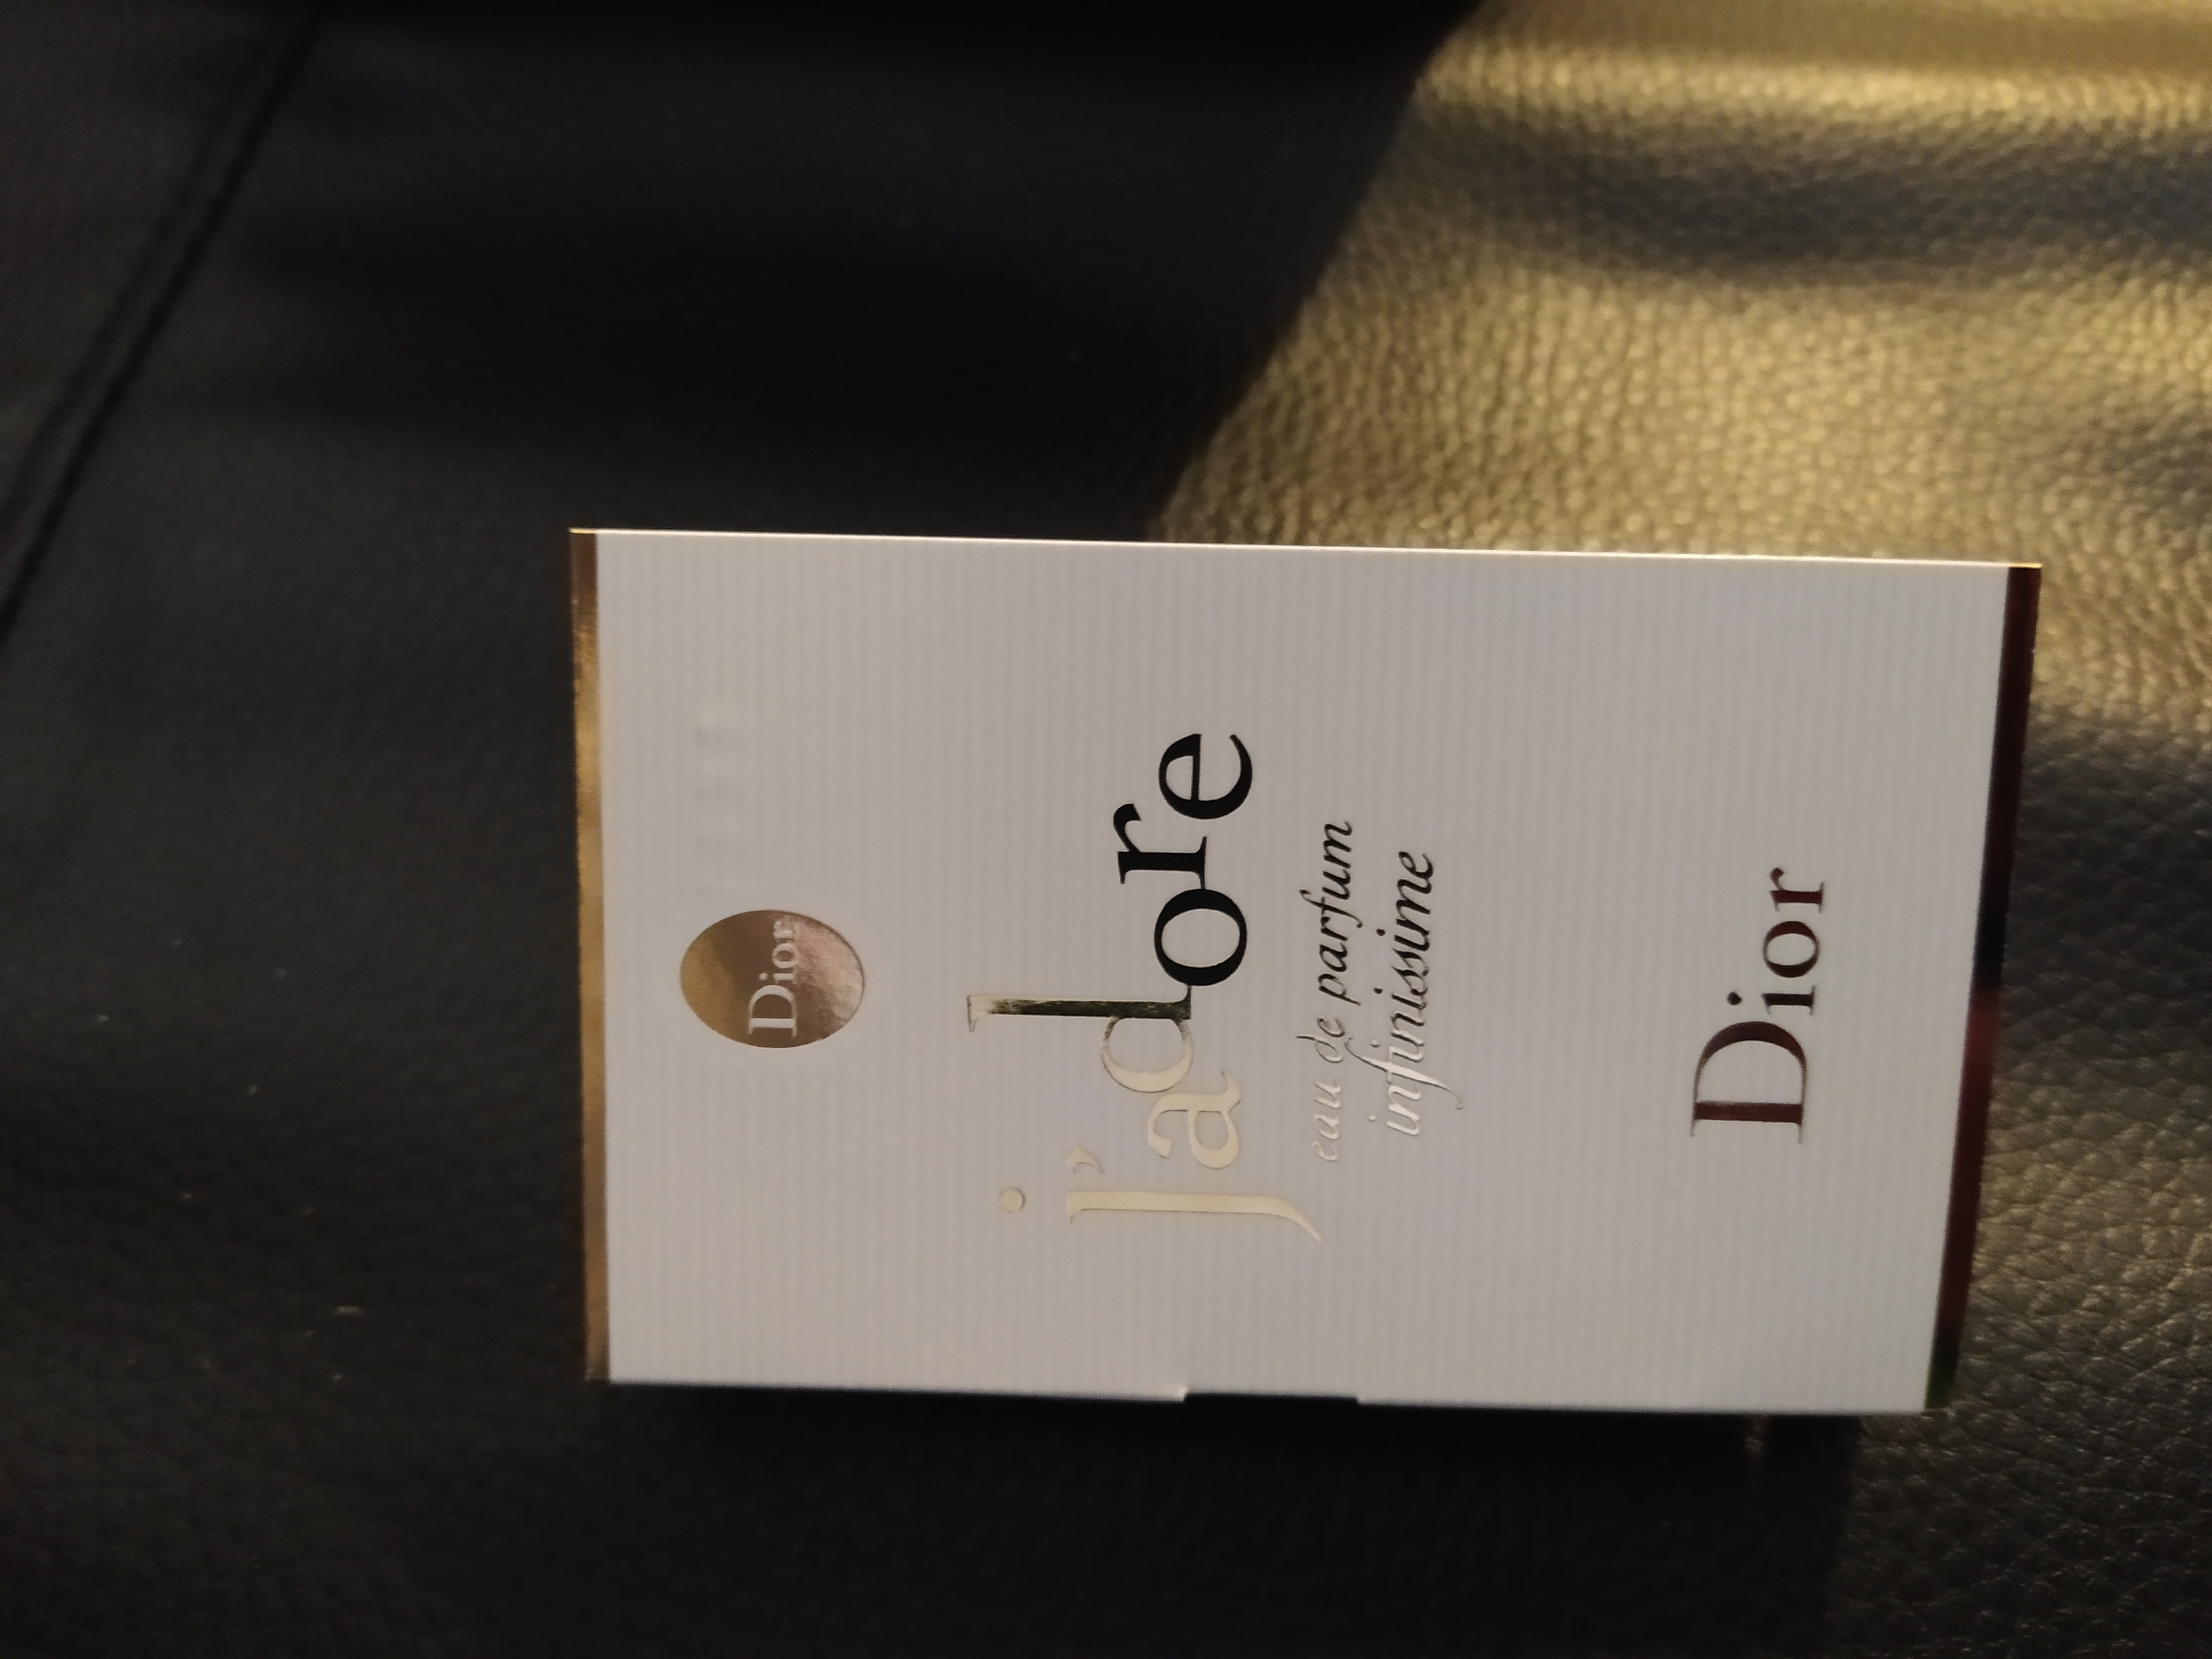 Dior
j'adore
eau de parfum
infinissime
Dior